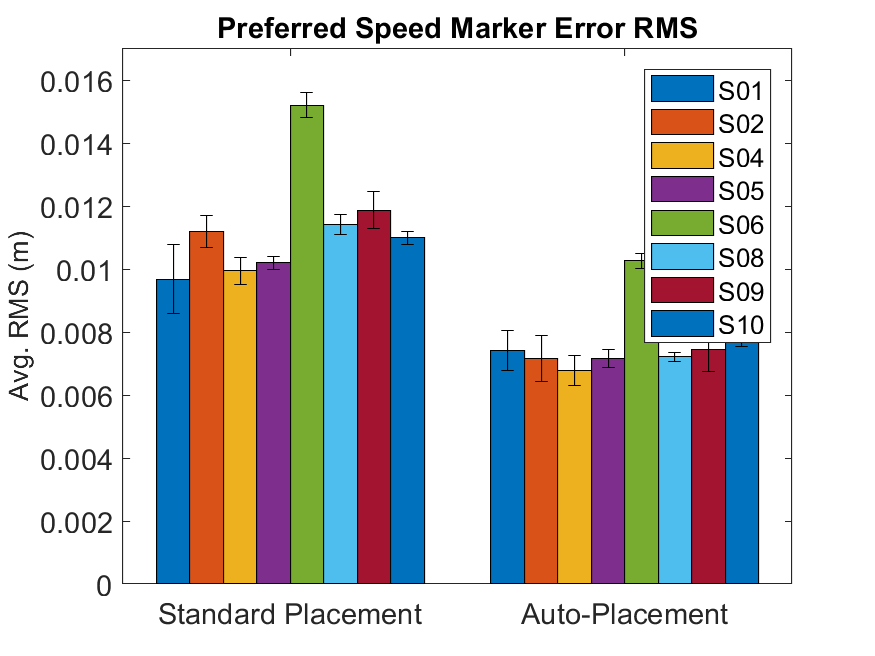 Preferred Speed Marker Error RMS
Avg. RMS (m)
0.016
0.014
0.012
0.01
0.008
0.006
0.004
0.002
0
Standard Placement
Auto-Placement
S01
S02
S04
S05
S06
S08
S09
S10